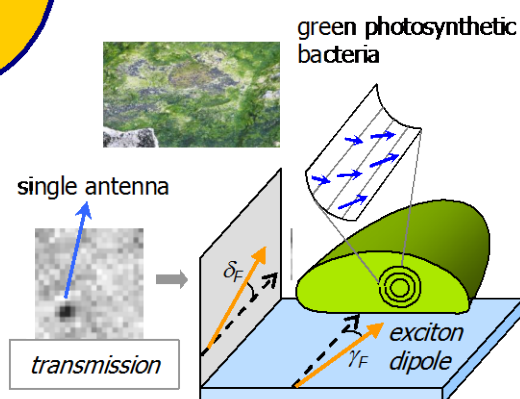 green photosynthetic
bacteria
single antenna
δF
exciton
dipole
γF
transmission